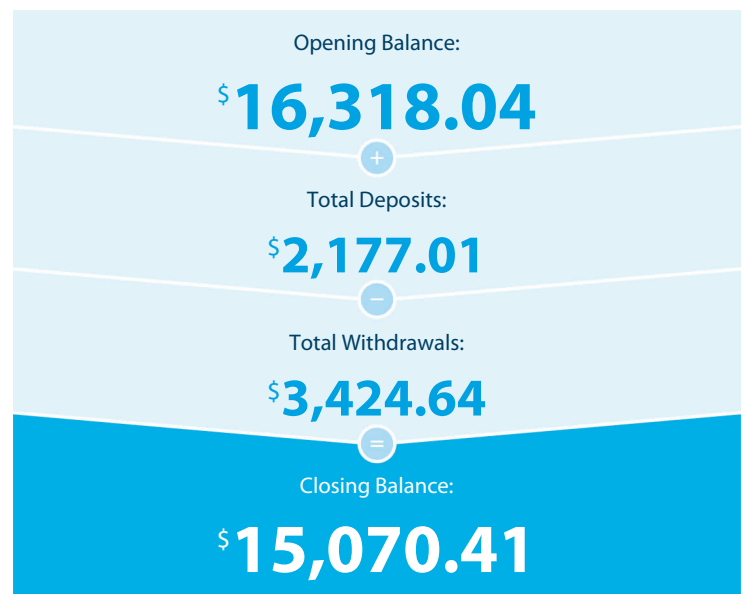 Opening Balance:
$16,318.04
+
Total Deposits:
$2,177.01
−
Total Withdrawals:
$3,424.64
=
Closing Balance:
$15,070.41